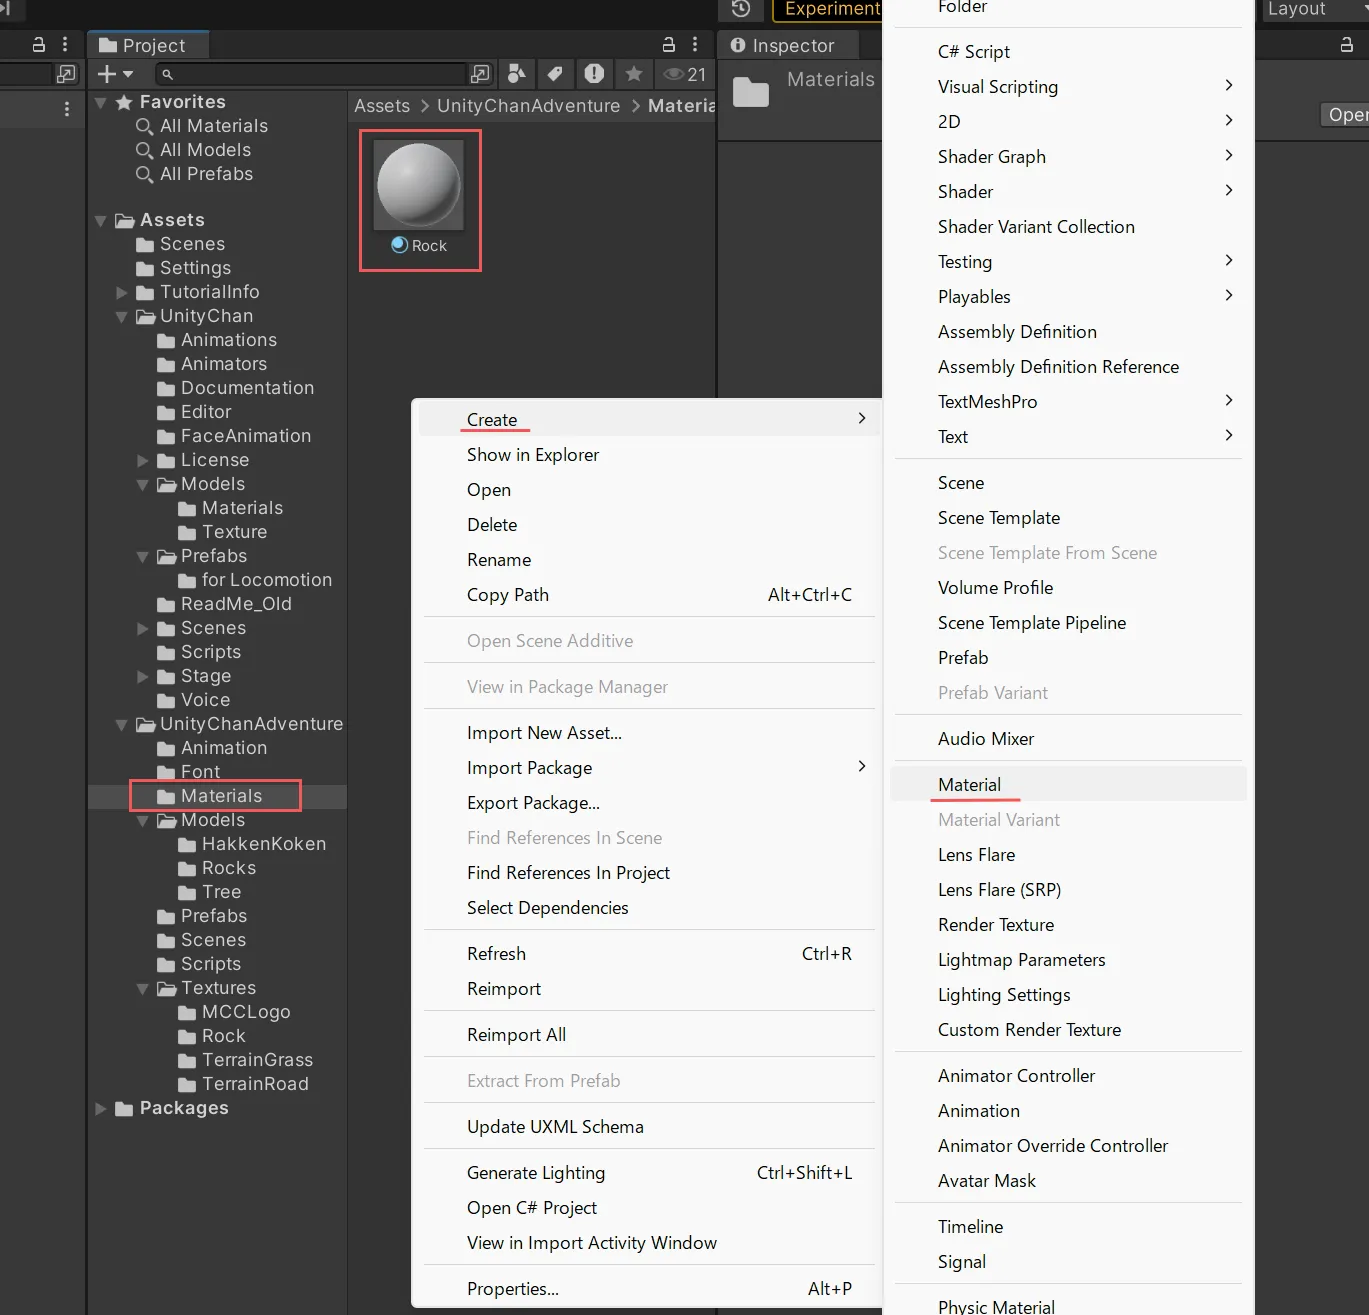 Project
21
Favorites
All Materials
All Models
All Prefabs
Assets
Scenes
Settings
TutorialInfo
UnityChan
Animations
Animators
Documentation
Editor
FaceAnimation
License
Models
Materials
Texture
Prefabs
for Locomotion
ReadMe_Old
Scenes
Scripts
Stage
Voice
UnityChanAdventure
Animation
Font
Materials
Models
HakkenKoken
Rocks
Tree
Prefabs
Scenes
Scripts
Textures
MCCLogo
Rock
TerrainGrass
TerrainRoad
Packages
Assets > UnityChanAdventure > Materia
Rock
Experiment
Layout
Inspector
Materials
Open
Create
Show in Explorer
Open
Delete
Rename
Copy Path Alt+Ctrl+C
Open Scene Additive
View in Package Manager
Import New Asset...
Import Package
Export Package...
Find References In Scene
Find References In Project
Select Dependencies
Refresh Ctrl+R
Reimport
Reimport All
Extract From Prefab
Update UXML Schema
Generate Lighting Ctrl+Shift+L
Open C# Project
View in Import Activity Window
Properties... Alt+P
Folder
C# Script
Visual Scripting
2D
Shader Graph
Shader
Shader Variant Collection
Testing
Playables
Assembly Definition
Assembly Definition Reference
TextMeshPro
Text
Scene
Scene Template
Scene Template From Scene
Volume Profile
Scene Template Pipeline
Prefab
Prefab Variant
Audio Mixer
Material
Material Variant
Lens Flare
Lens Flare (SRP)
Render Texture
Lightmap Parameters
Lighting Settings
Custom Render Texture
Animator Controller
Animation
Animator Override Controller
Avatar Mask
Timeline
Signal
Physic Material